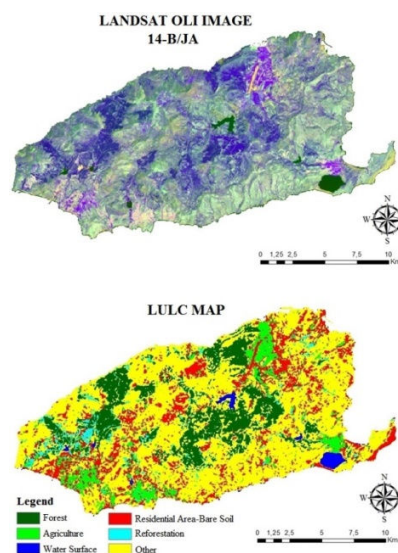 LANDSAT OLI IMAGE
14-B/JA
N
W E
S
0 1,25 2,5 5 7,5 10
Km
LULC MAP
N
W E
S
Legend
Forest
Residential Area-Bare Soil
Agriculture
Reforestation
Water Surface
Other
0 1,25 2,5 5 7,5 10
Km